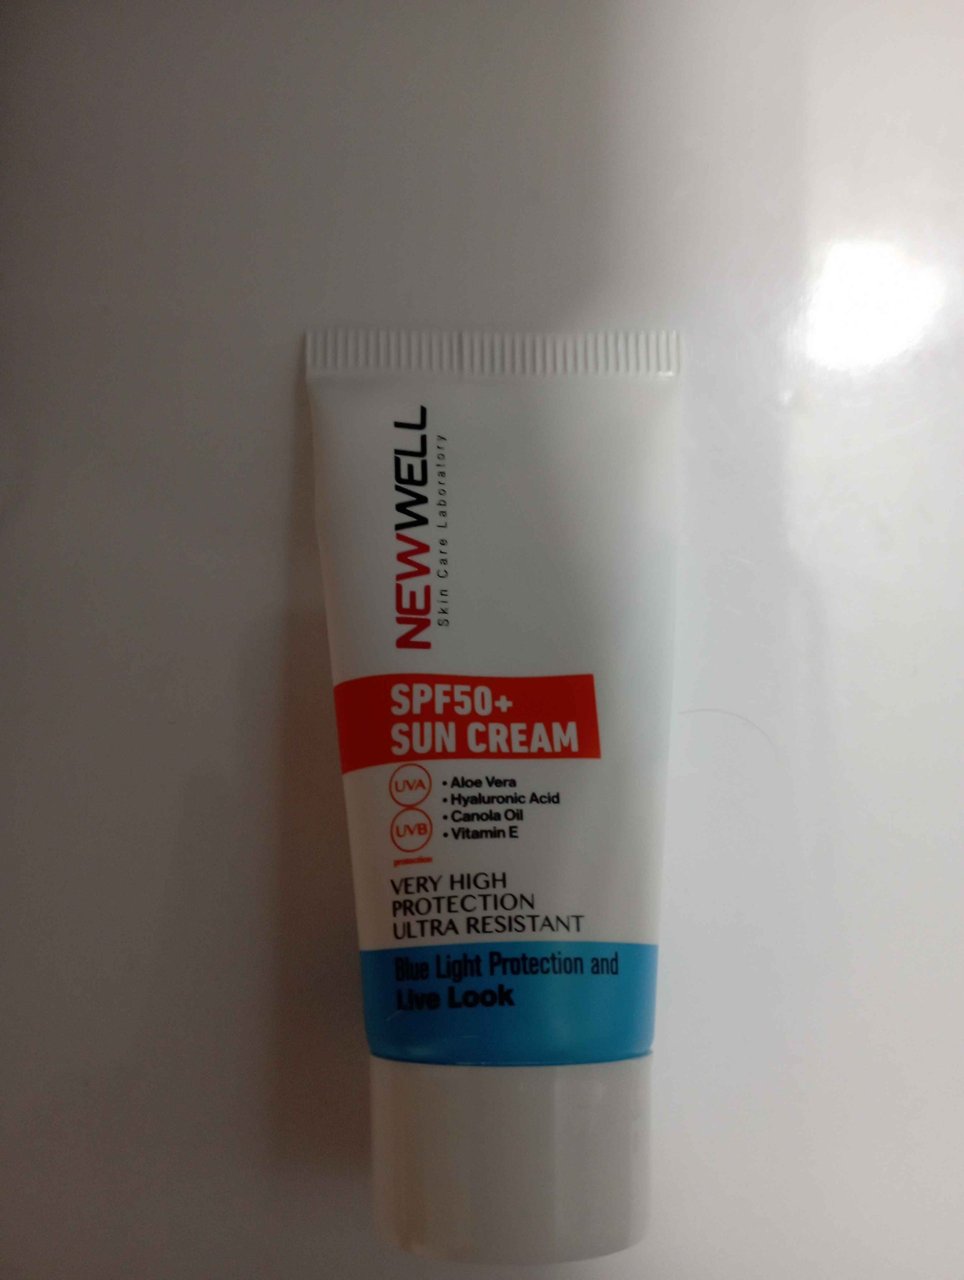 NEWWELL
Skin Care Laboratory
SPF50+
SUN CREAM
UVA
UVB
protection
• Aloe Vera
• Hyaluronic Acid
• Canola Oil
• Vitamin E
VERY HIGH
PROTECTION
ULTRA RESISTANT
Blue Light Protection and
Live Look